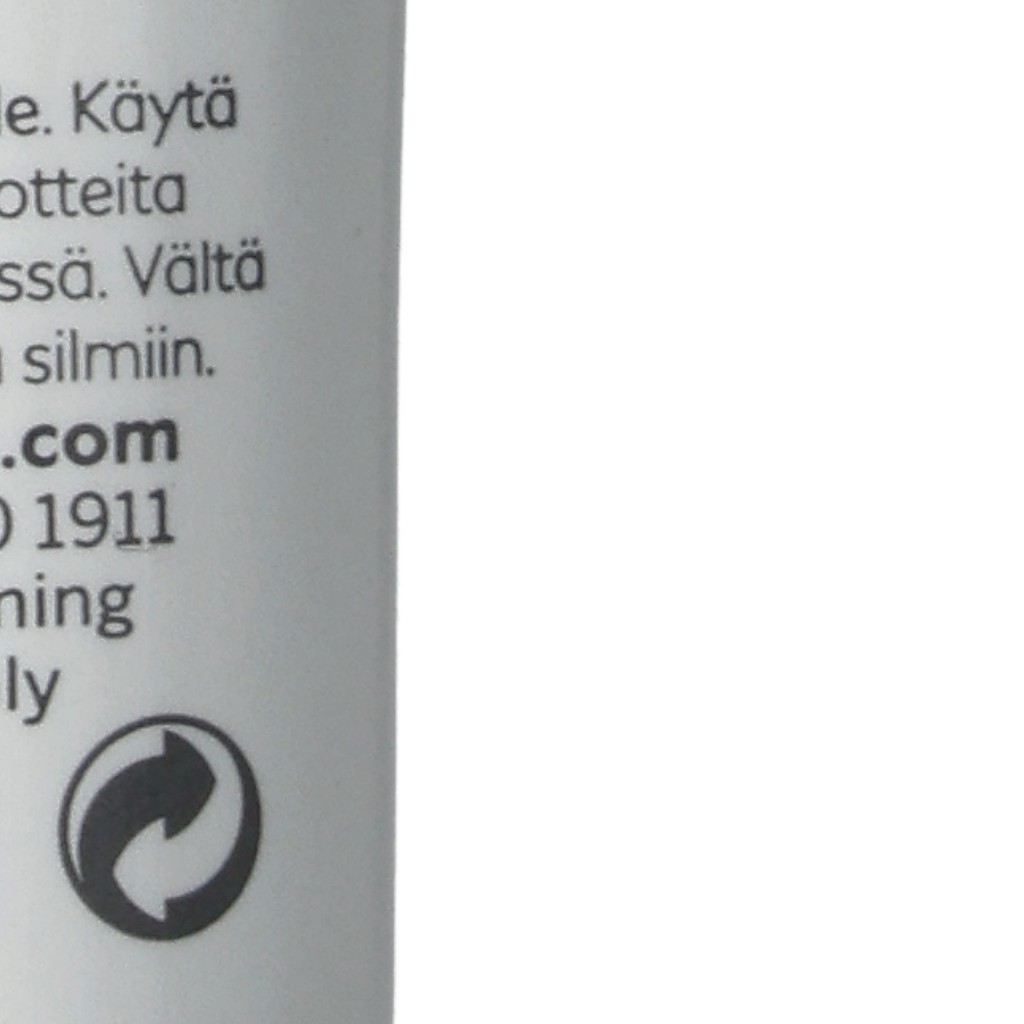 le. Käytä
otteita
ssä. Vältä
silmiin.
.com
1911
ning
ly